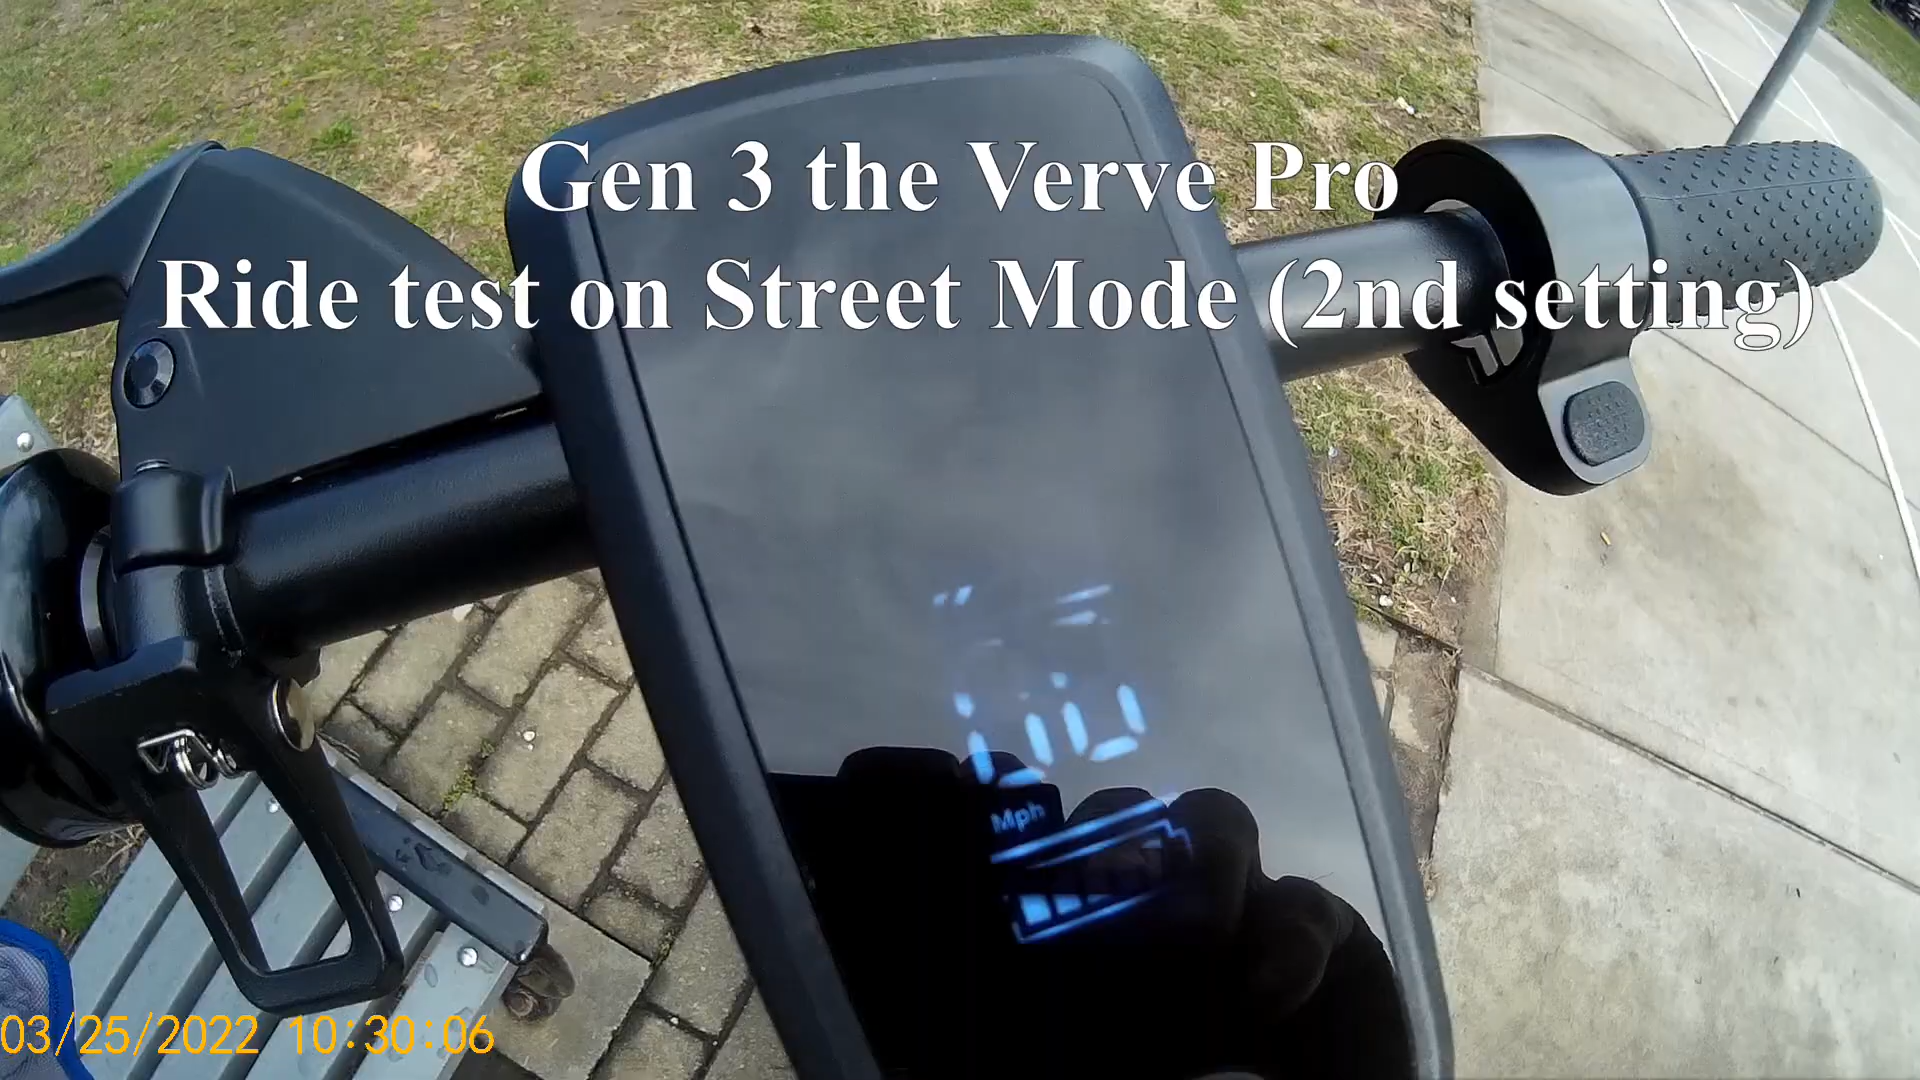 Gen 3 the Verve Pro
Ride test on Street Mode (2nd setting)
Mph
03/25/2022 10:30:06